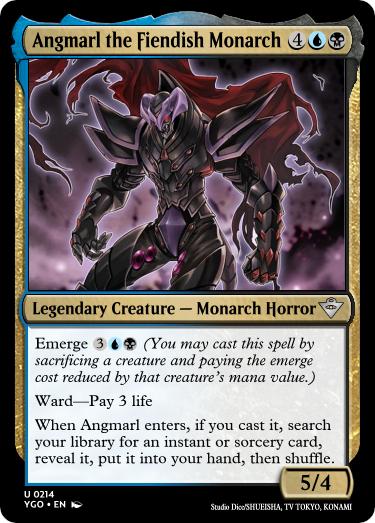 Angmarl the Fiendish Monarch 4
Legendary Creature — Monarch Horror
Emerge 3 (You may cast this spell by
sacrificing a creature and paying the emerge
cost reduced by that creature's mana value.)
Ward—Pay 3 life
When Angmarl enters, if you cast it, search
your library for an instant or sorcery card,
reveal it, put it into your hand, then shuffle.
5/4
U 0214
YGO • EN
Studio Dice/SHUEISHA, TV TOKYO, KONAMI